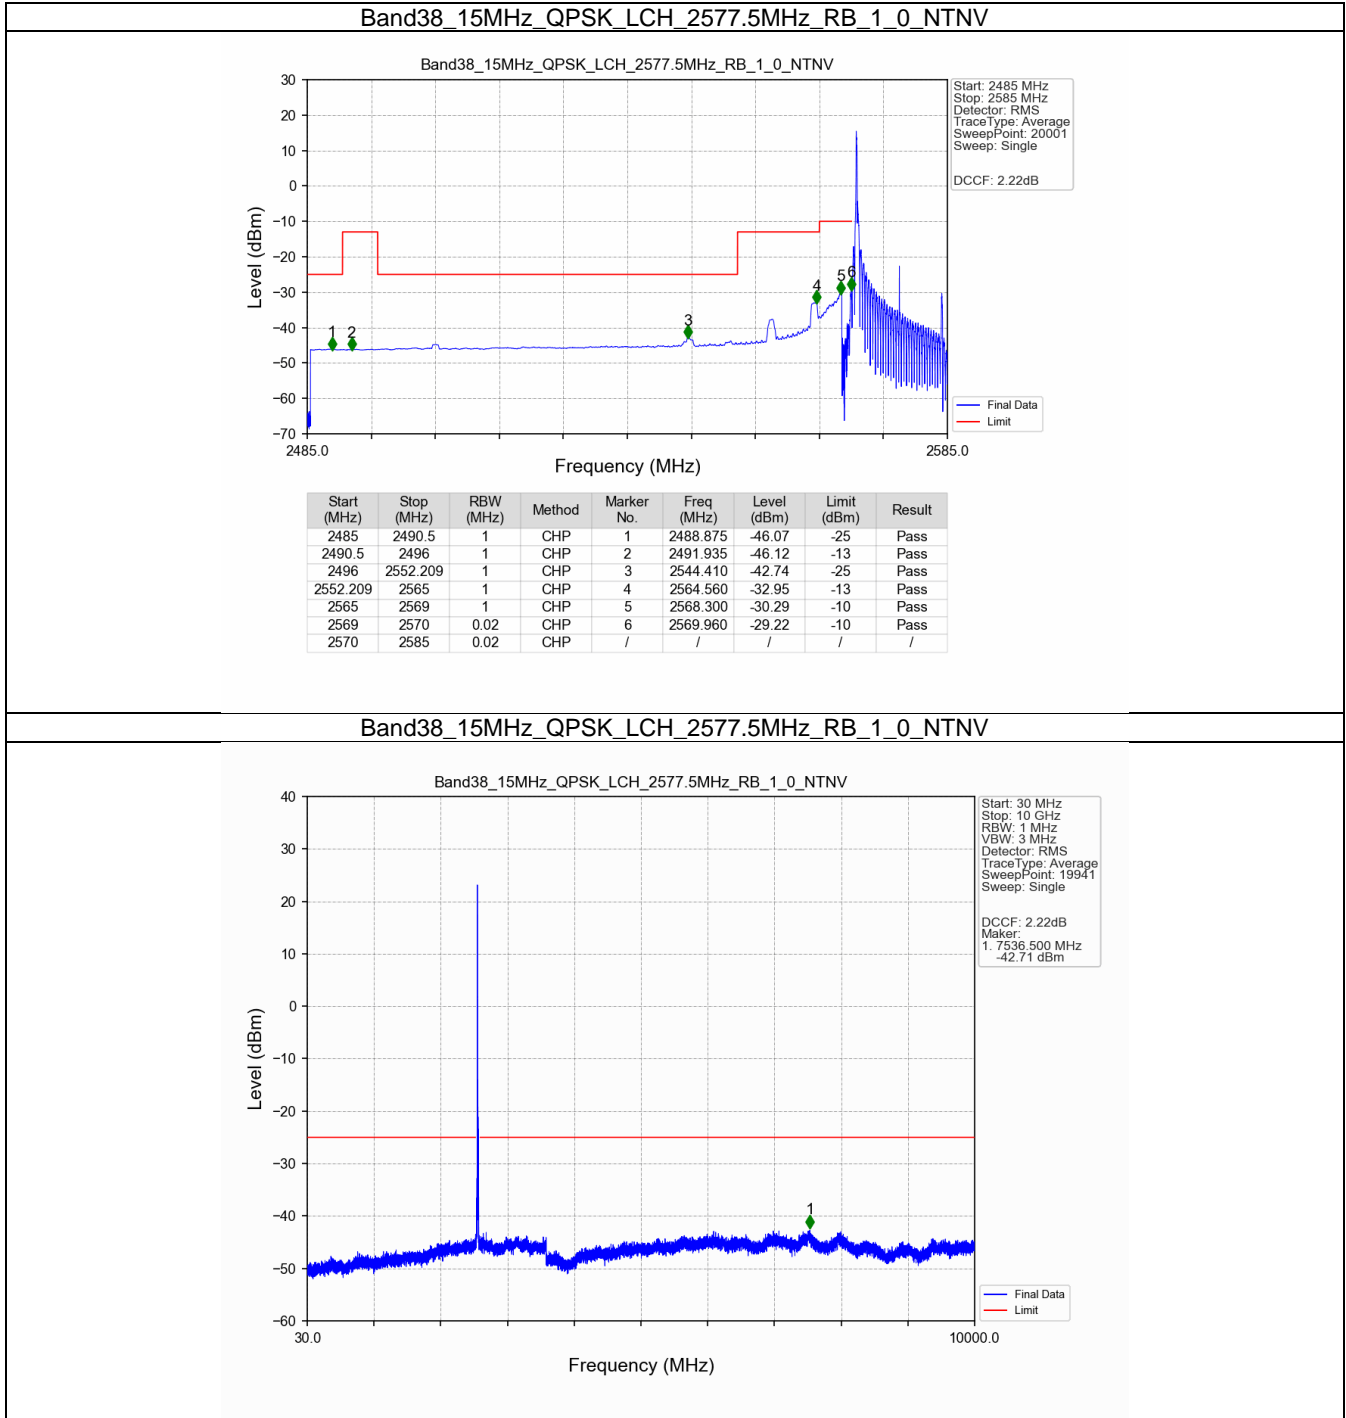 Band38_15MHz_QPSK_LCH_2577.5MHz_RB_1_0_NTNV
Band38_15MHz_QPSK_LCH_2577.5MHz_RB_1_0_NTNV
30
20
10
0
−10
−20
−30
−40
−50
−60
−70
Level (dBm)
1
2
3
4
5
6
2485.0
2585.0
Frequency (MHz)
Start: 2485 MHz
Stop: 2585 MHz
Detector: RMS
TraceType: Average
SweepPoint: 20001
Sweep: Single
DCCF: 2.22dB
Final Data
Limit
Start (MHz) Stop (MHz) RBW (MHz) Method Marker No. Freq (MHz) Level (dBm) Limit (dBm) Result
2485 2490.5 1 CHP 1 2488.875 -46.07 -25 Pass
2490.5 2496 1 CHP 2 2491.935 -46.12 -13 Pass
2496 2552.209 1 CHP 3 2544.410 -42.74 -25 Pass
2552.209 2565 1 CHP 4 2564.560 -32.95 -13 Pass
2565 2569 1 CHP 5 2568.300 -30.29 -10 Pass
2569 2570 0.02 CHP 6 2569.960 -29.22 -10 Pass
2570 2585 0.02 CHP / / / / /
Band38_15MHz_QPSK_LCH_2577.5MHz_RB_1_0_NTNV
Band38_15MHz_QPSK_LCH_2577.5MHz_RB_1_0_NTNV
40
30
20
10
0
−10
−20
−30
−40
−50
−60
Level (dBm)
1
30.0
10000.0
Frequency (MHz)
Start: 30 MHz
Stop: 10 GHz
RBW: 1 MHz
VBW: 3 MHz
Detector: RMS
TraceType: Average
SweepPoint: 19941
Sweep: Single
DCCF: 2.22dB
Maker:
1. 7536.500 MHz
-42.71 dBm
Final Data
Limit